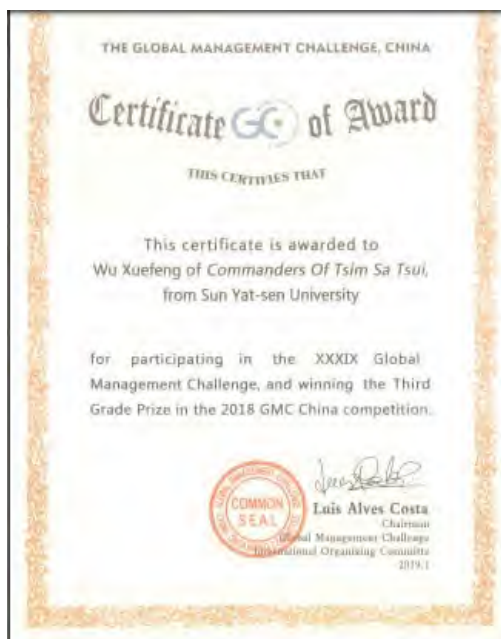 THE GLOBAL MANAGEMENT CHALLENGE, CHINA
Certificate GC of Award
THIS CERTIFIES THAT
This certificate is awarded to
Wu Xuefeng of Commanders Of Tsim Sa Tsui,
from Sun Yat-sen University
for participating in the XXXIX Global
Management Challenge, and winning the Third
Grade Prize in the 2018 GMC China competition.
COMMON
SEAL
Luis Alves Costa
Chairman
Global Management Challenge
International Organizing Committe
2019.1